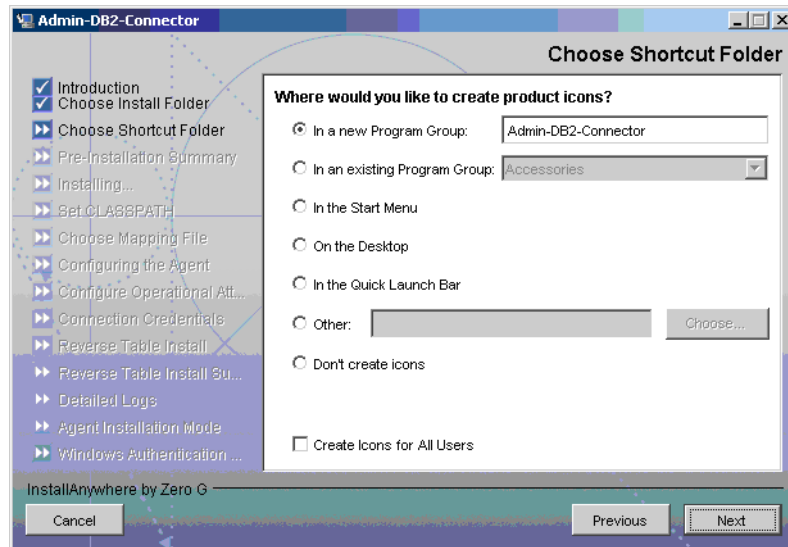 Admin-DB2-Connector
Choose Shortcut Folder
Introduction
Choose Install Folder
Choose Shortcut Folder
Pre-Installation Summary
Installing...
Set CLASSPATH
Choose Mapping File
Configuring the Agent
Configure Operational Att...
Connection Credentials
Reverse Table Install
Reverse Table Install Su...
Detailed Logs
Agent Installation Mode
Windows Authentication ...
Where would you like to create product icons?
In a new Program Group: Admin-DB2-Connector
In an existing Program Group: Accessories
In the Start Menu
On the Desktop
In the Quick Launch Bar
Other: Choose...
Don't create icons
Create Icons for All Users
InstallAnywhere by Zero G
Cancel Previous Next